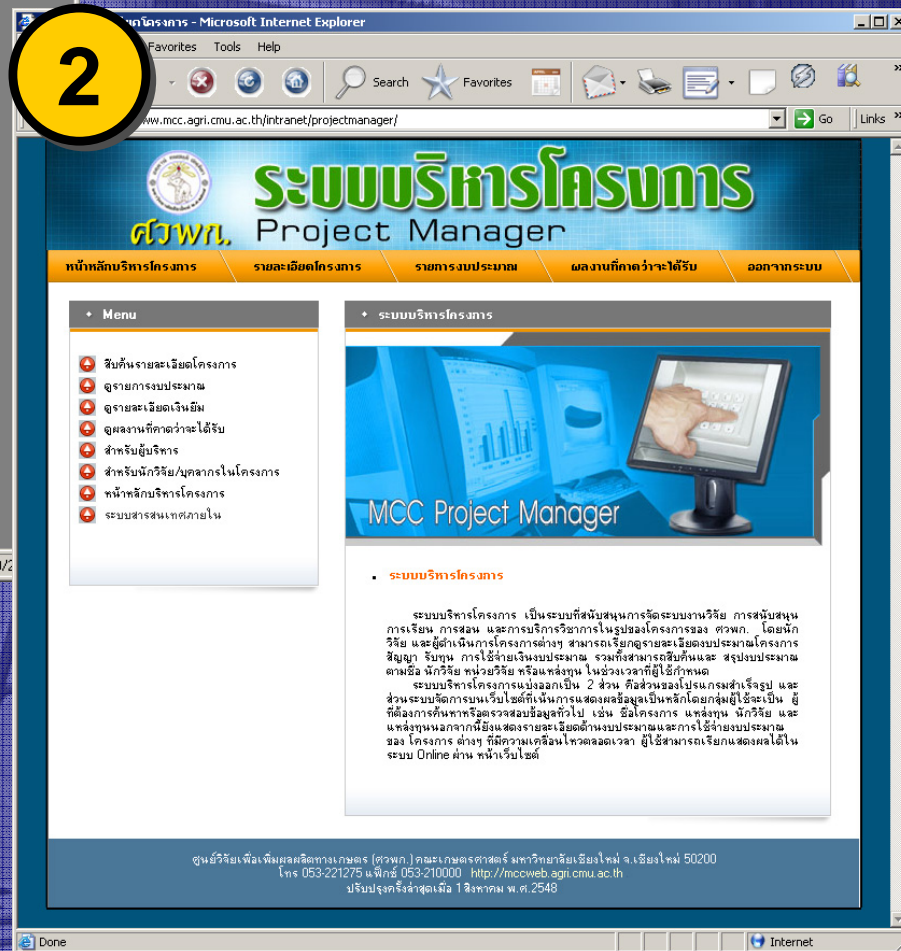 2
โครงการ - Microsoft Internet Explorer
Favorites Tools Help
Search Favorites
ww.mcc.agri.cmu.ac.th/intranet/projectmanager/ Go Links
ศวพก. ระบบบริหารโครงการ
Project Manager
หน้าหลักบริหารโครงการ รายละเอียดโครงการ รายการงบประมาณ ผลงานที่คาดว่าจะได้รับ ออกจากระบบ
Menu
สืบค้นรายละเอียดโครงการ
ดูรายการงบประมาณ
ดูรายละเอียดเงินยืม
ดูผลงานที่คาดว่าจะได้รับ
สำหรับผู้บริหาร
สำหรับนักวิจัย/บุคลากรในโครงการ
หน้าหลักบริหารโครงการ
ระบบสารสนเทศภายใน
ระบบบริหารโครงการ
MCC Project Manager
ระบบบริหารโครงการ
ระบบบริหารโครงการ เป็นระบบที่สนับสนุนการจัดระบบงานวิจัย การสนับสนุน
การเรียน การสอน และการบริการวิชาการในรูปของโครงการของ ศวพก. โดยนัก
วิจัย และผู้ดำเนินการโครงการต่างๆ สามารถเรียกดูรายละเอียดงบประมาณโครงการ
สัญญา รับทุน การใช้จ่ายเงินงบประมาณ รวมทั้งสามารถสืบค้นและ สรุปงบประมาณ
ตามชื่อ นักวิจัย หน่วยวิจัย หรือแหล่งทุน ในช่วงเวลาที่ผู้ใช้กำหนด
ระบบบริหารโครงการแบ่งออกเป็น 2 ส่วน คือส่วนของโปรแกรมสำเร็จรูป และ
ส่วนระบบจัดการบนเว็บไซต์ที่เน้นการแสดงผลข้อมูลเป็นหลักโดยกลุ่มผู้ใช้จะเป็น ผู้
ที่ต้องการค้นหาหรือตรวจสอบข้อมูลทั่วไป เช่น ชื่อโครงการ แหล่งทุน นักวิจัย และ
แหล่งทุนนอกจากนี้ยังแสดงรายละเอียดด้านงบประมาณและการใช้จ่ายงบประมาณ
ของ โครงการ ต่างๆ ที่มีความเคลื่อนไหวตลอดเวลา ผู้ใช้สามารถเรียกแสดงผลได้ใน
ระบบ Online ผ่าน หน้าเว็บไซต์
ศูนย์วิจัยเพื่อเพิ่มผลผลิตทางเกษตร (ศวพก.) คณะเกษตรศาสตร์ มหาวิทยาลัยเชียงใหม่ จ.เชียงใหม่ 50200
โทร 053-221275 แฟ็กซ์ 053-210000 http://mccweb.agri.cmu.ac.th
ปรับปรุงครั้งล่าสุดเมื่อ 1 สิงหาคม พ.ศ.2548
Done Internet